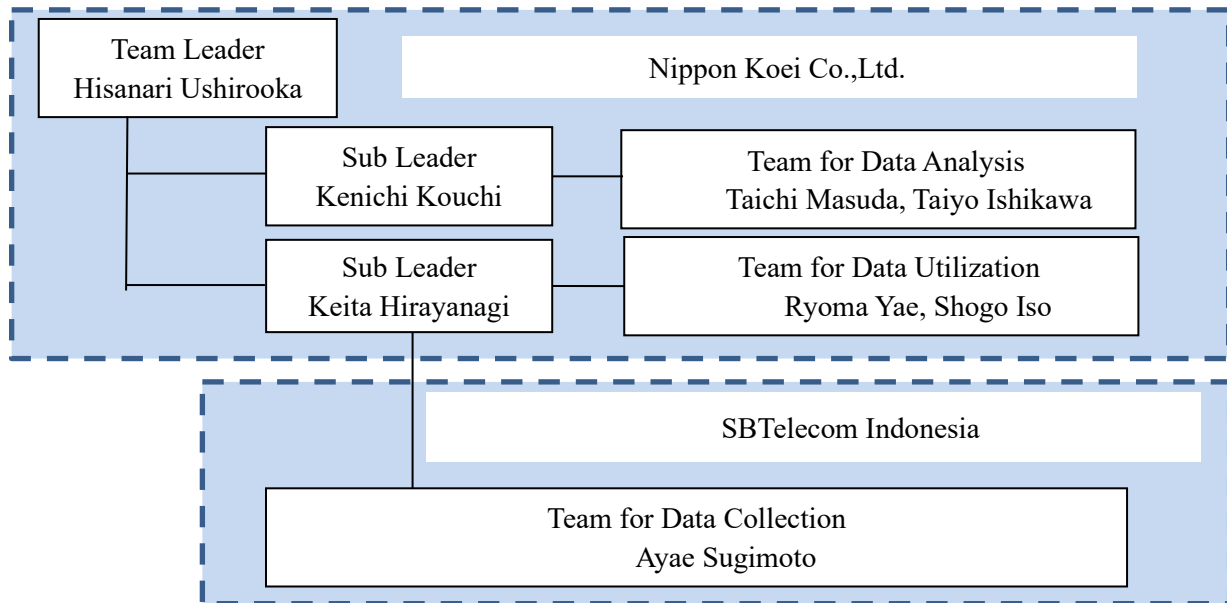 Team Leader
Hisanari Ushirooka
Nippon Koei Co.,Ltd.
Sub Leader
Kenichi Kouchi
Team for Data Analysis
Taichi Masuda, Taiyo Ishikawa
Sub Leader
Keita Hirayanagi
Team for Data Utilization
Ryoma Yae, Shogo Iso
SBTelecom Indonesia
Team for Data Collection
Ayae Sugimoto